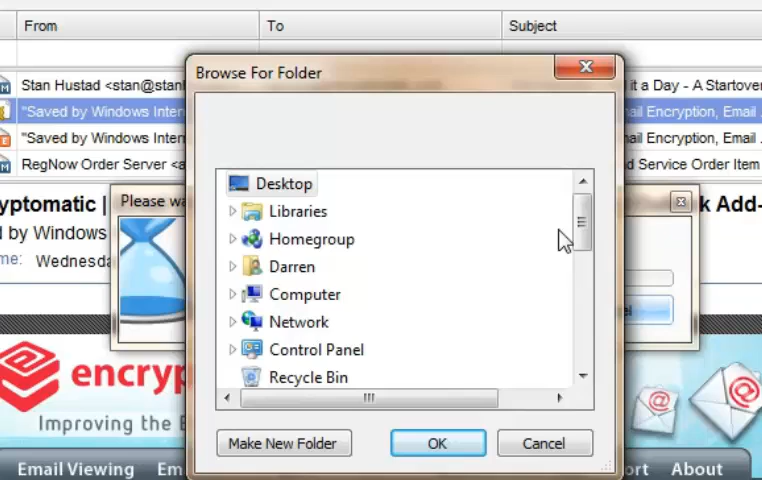 From To Subject
Browse For Folder
Stan Hustad <stan@stan it a Day - A Startover
"Saved by Windows Inter ail Encryption, Email
"Saved by Windows Inter ail Encryption, Email
RegNow Order Server <a nd Service Order Item
Desktop
yptomatic | Please wa k Add-
Libraries
d by Windows
Homegroup
me: Wednesda
Darren
Computer
Network
Control Panel
Recycle Bin
encryp
Improving the E
Make New Folder OK Cancel
Email Viewing Em ort About